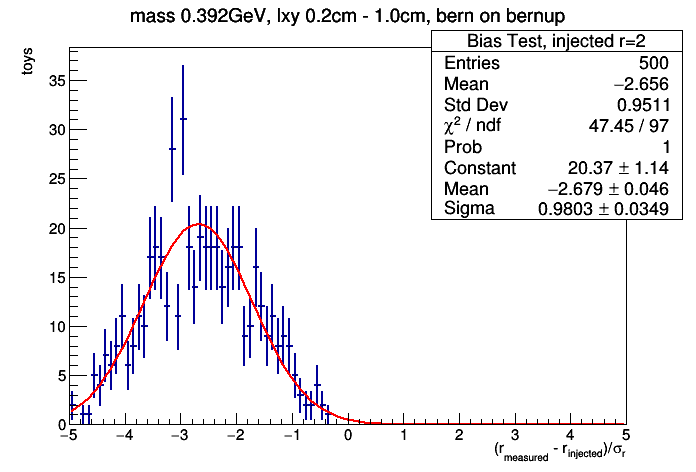 mass 0.392GeV, lxy 0.2cm - 1.0cm, bern on bernup
Bias Test, injected r=2
Entries 500
Mean −2.656
Std Dev 0.9511
χ² / ndf 47.45 / 97
Prob 1
Constant 20.37 ± 1.14
Mean −2.679 ± 0.046
Sigma 0.9803 ± 0.0349
toys
35
30
25
20
15
10
5
0
−5 −4 −3 −2 −1 0 1 2 3 4 5
(r_measured - r_injected)/σ_r